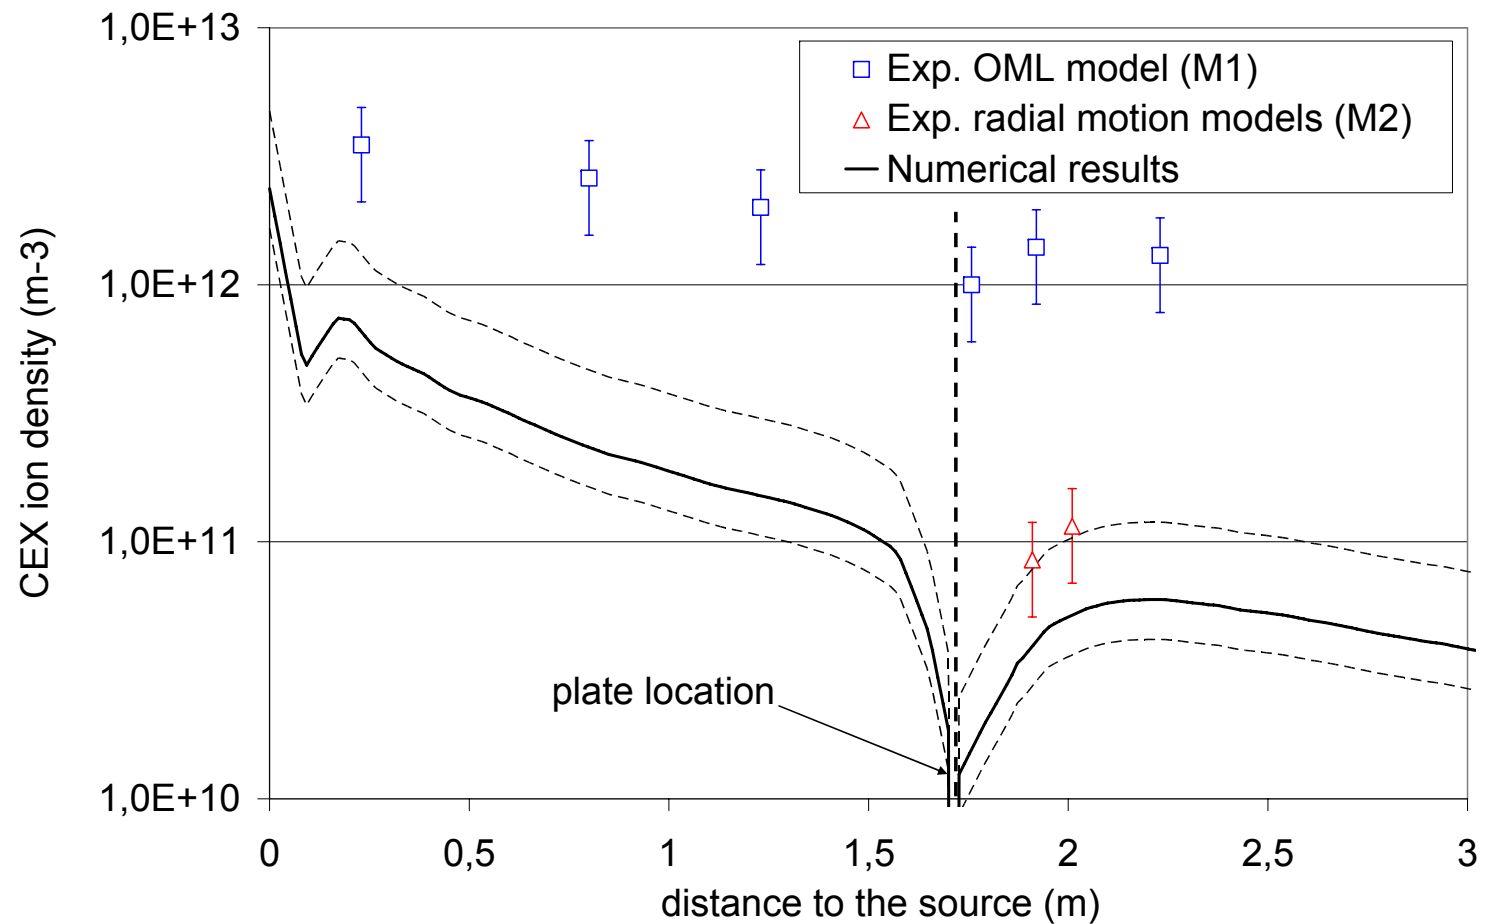 1,0E+13
Exp. OML model (M1)
Exp. radial motion models (M2)
Numerical results
1,0E+12
CEX ion density (m-3)
1,0E+11
plate location
1,0E+10
0
0,5
1
1,5
2
2,5
3
distance to the source (m)